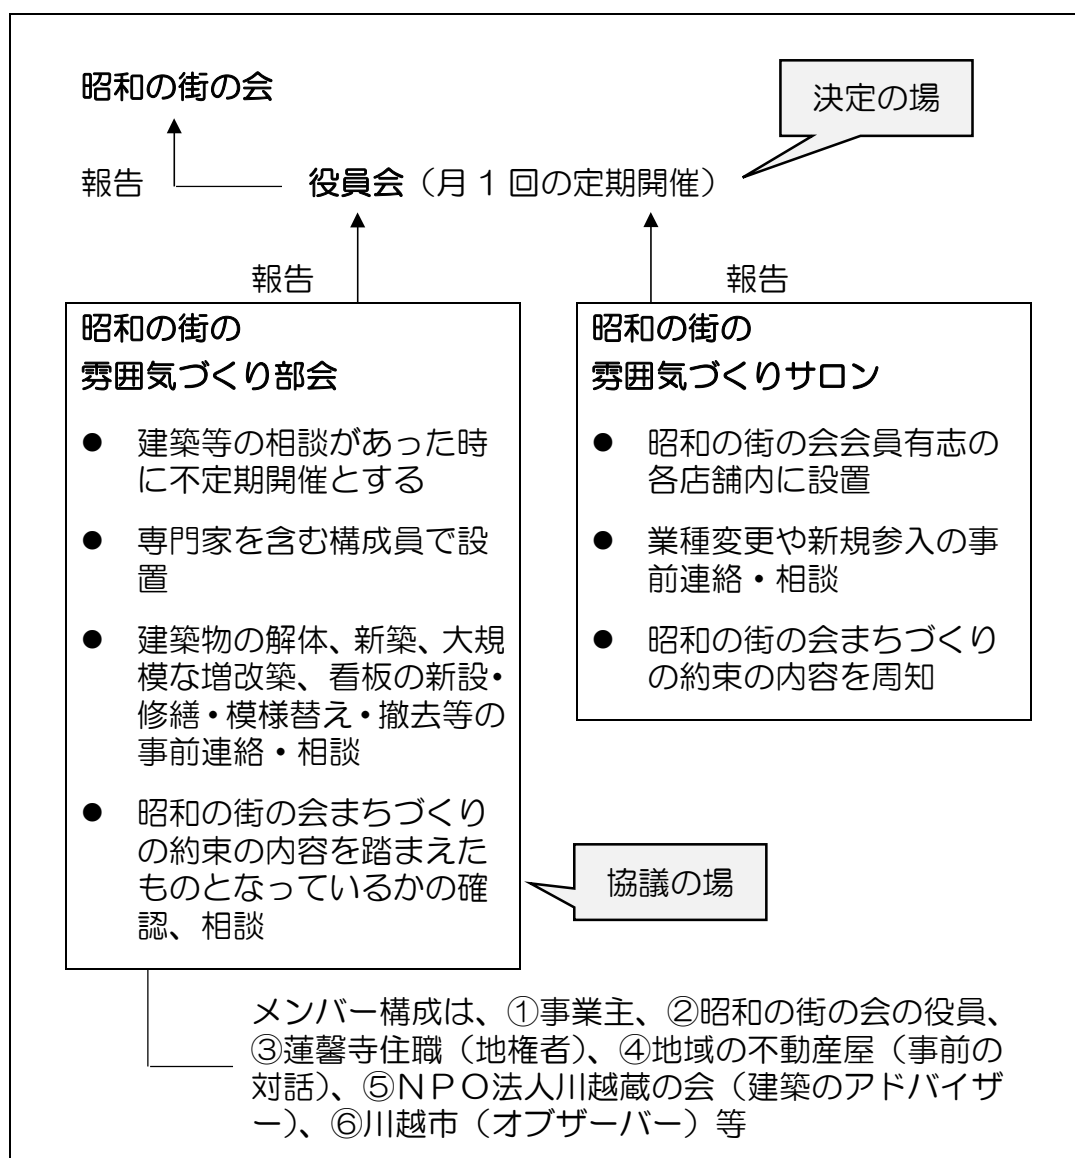 昭和の街の会
決定の場
報告
役員会（月１回の定期開催）
報告
昭和の街の
雰囲気づくり部会
● 建築等の相談があった時
に不定期開催とする
● 専門家を含む構成員で設
置
● 建築物の解体、新築、大規
模な増改築、看板の新設・
修繕・模様替え・撤去等の
事前連絡・相談
● 昭和の街の会まちづくり
の約束の内容を踏まえた
ものとなっているかの確
認、相談
報告
昭和の街の
雰囲気づくりサロン
● 昭和の街の会会員有志の
各店舗内に設置
● 業種変更や新規参入の事
前連絡・相談
● 昭和の街の会まちづくり
の約束の内容を周知
協議の場
メンバー構成は、①事業主、②昭和の街の会の役員、
③蓮馨寺住職（地権者）、④地域の不動産屋（事前の
対話）、⑤ＮＰＯ法人川越蔵の会（建築のアドバイザ
ー）、⑥川越市（オブザーバー）等